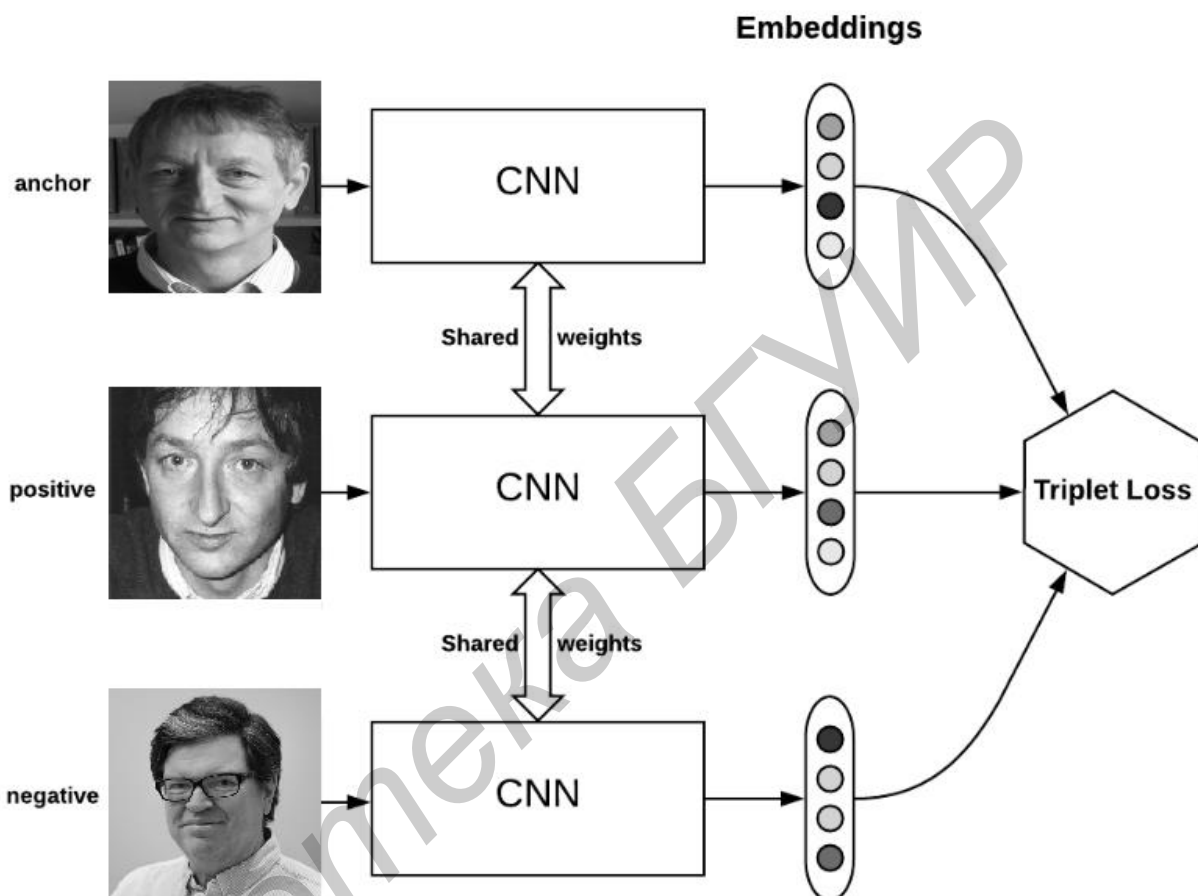 Embeddings
anchor
CNN
Shared weights
positive
CNN
Triplet Loss
Shared weights
negative
CNN
БГУИР